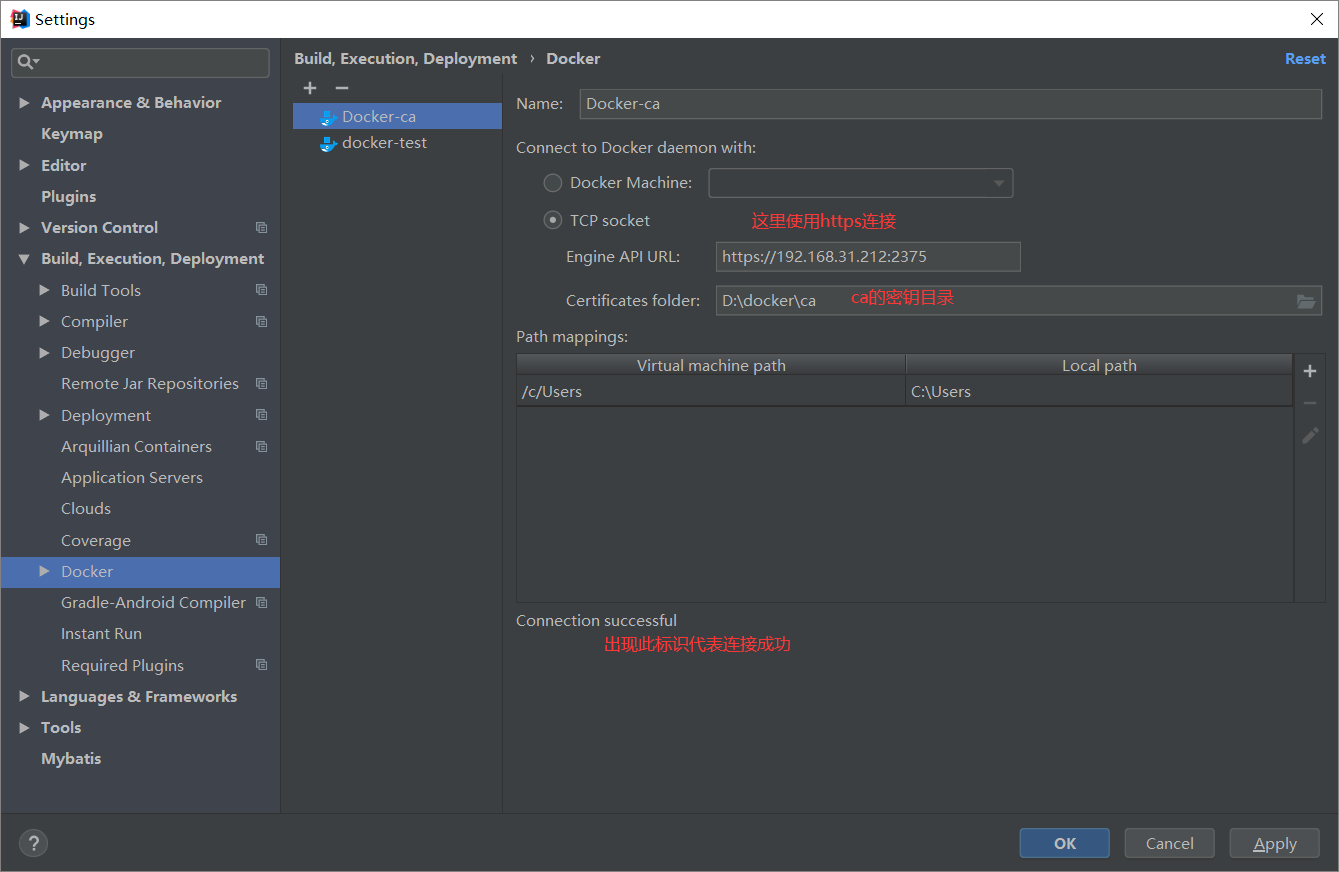 Settings
Build, Execution, Deployment › Docker
Reset
Appearance & Behavior
Keymap
Editor
Plugins
Version Control
Build, Execution, Deployment
Build Tools
Compiler
Debugger
Remote Jar Repositories
Deployment
Arquillian Containers
Application Servers
Clouds
Coverage
Docker
Gradle-Android Compiler
Instant Run
Required Plugins
Languages & Frameworks
Tools
Mybatis
Docker-ca
docker-test
Name: Docker-ca
Connect to Docker daemon with:
Docker Machine:
TCP socket 这里使用https连接
Engine API URL: https://192.168.31.212:2375
Certificates folder: D:\docker\ca ca的密钥目录
Path mappings:
Virtual machine path Local path
/c/Users C:\Users
Connection successful
出现此标识代表连接成功
? OK Cancel Apply